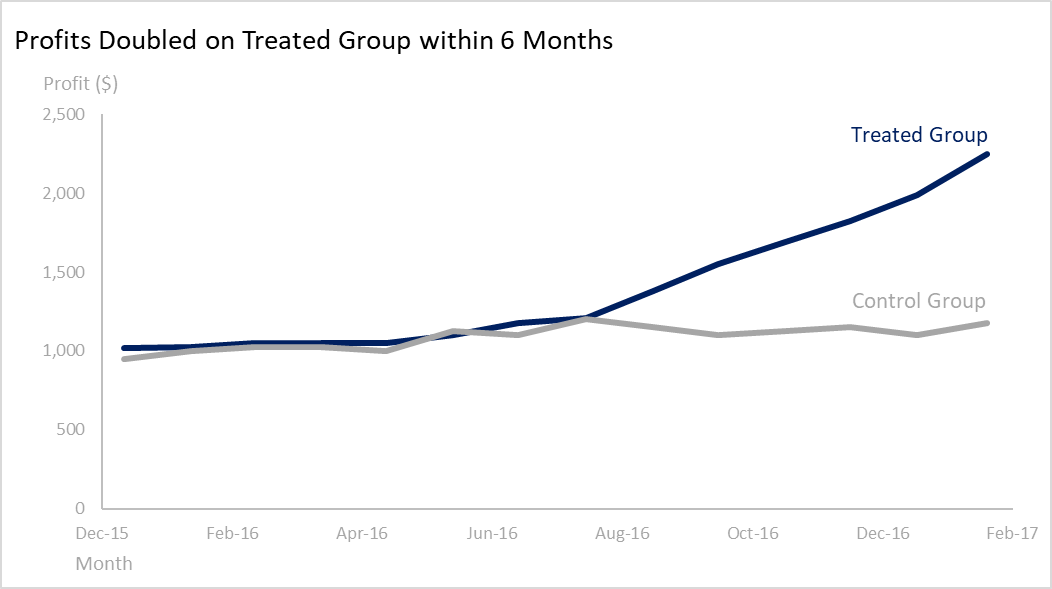 Profits Doubled on Treated Group within 6 Months
Profit ($)
2,500
Treated Group
2,000
1,500
Control Group
1,000
500
0
Dec-15 Feb-16 Apr-16 Jun-16 Aug-16 Oct-16 Dec-16 Feb-17
Month